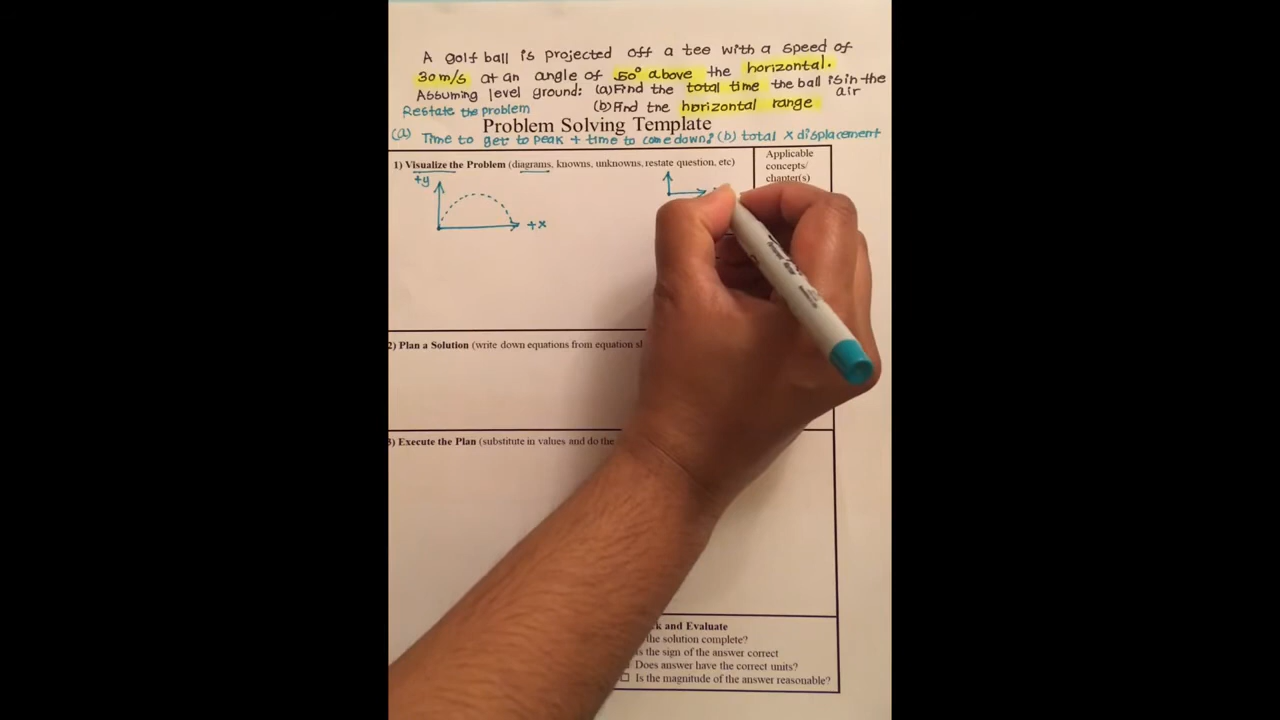 A golf ball is projected off a tee with a speed of
30 m/s at an angle of 50° above the horizontal.
Assuming level ground: (a) Find the total time the ball is in the air
(b) Find the horizontal range
Restate the problem
Problem Solving Template
(a) Time to get to peak + time to come down? (b) total x displacement
1) Visualize the Problem (diagrams, knowns, unknowns, restate question, etc)
Applicable
concepts/
chapter(s)
+y
+x
2) Plan a Solution (write down equations from equation
3) Execute the Plan (substitute in values and do the
and Evaluate
the solution complete?
Is the sign of the answer correct
Does answer have the correct units?
Is the magnitude of the answer reasonable?